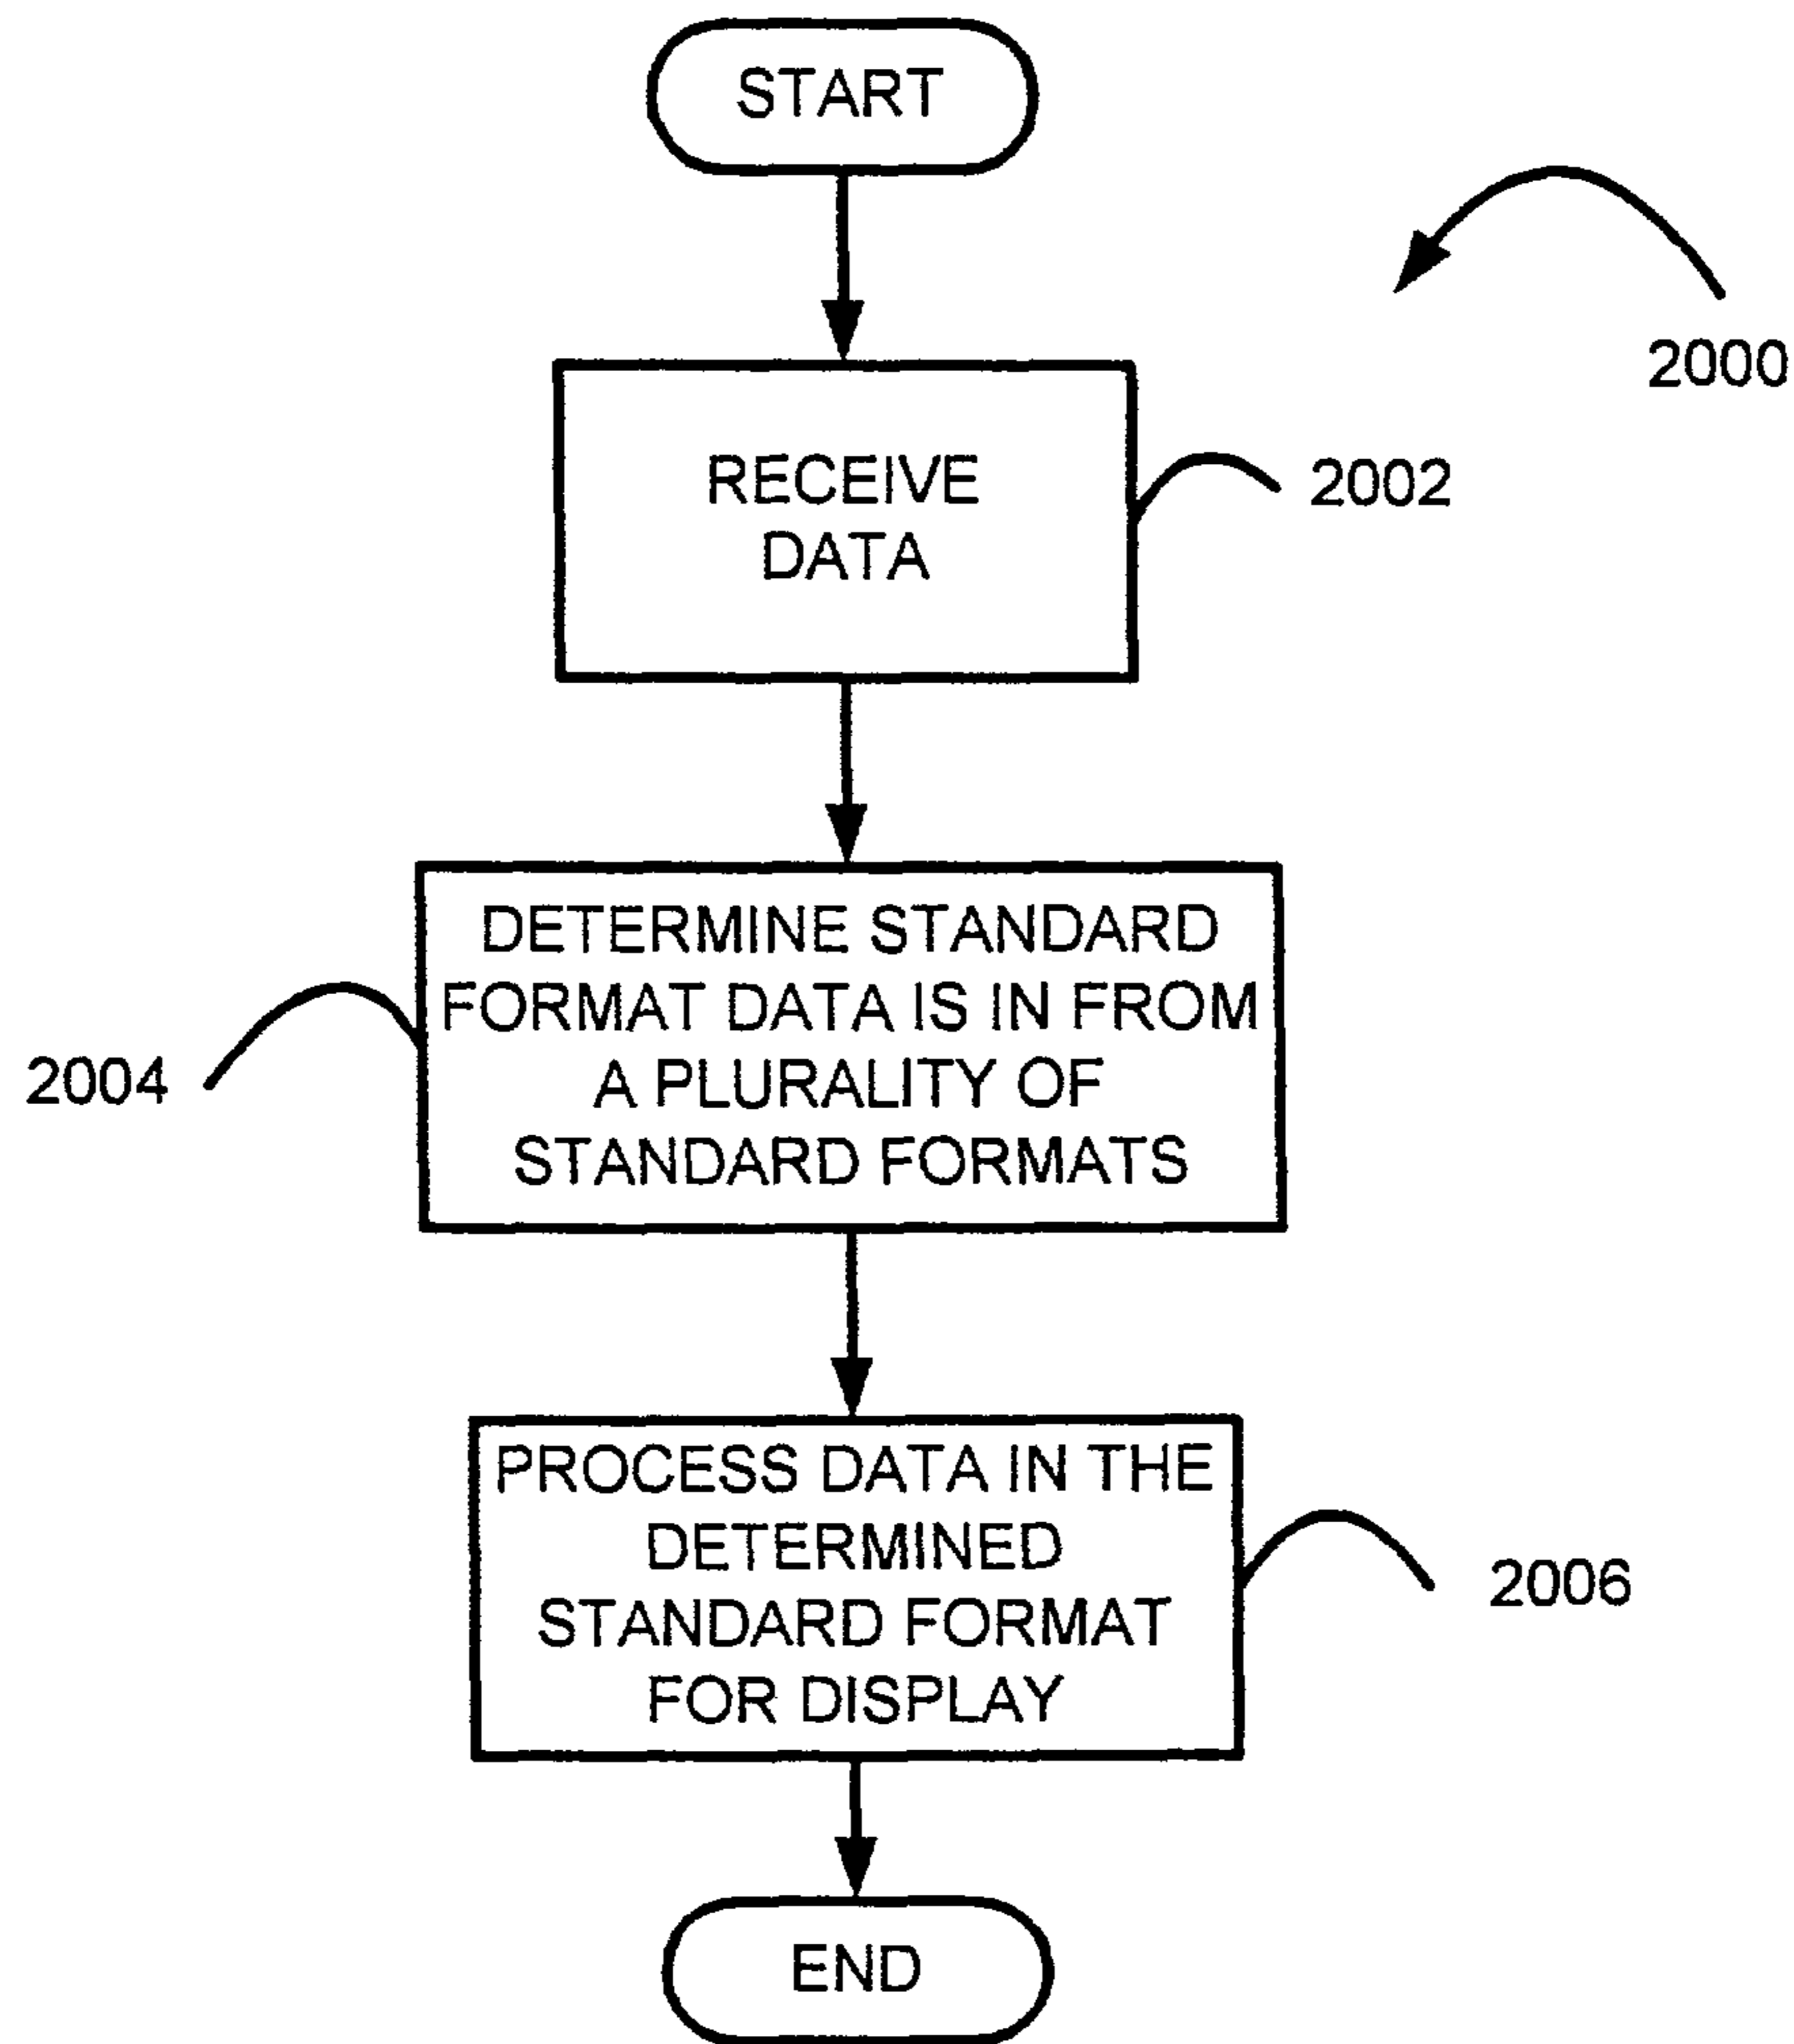 START
2000
RECEIVE
DATA
2002
DETERMINE STANDARD
FORMAT DATA IS IN FROM
A PLURALITY OF
STANDARD FORMATS
2004
PROCESS DATA IN THE
DETERMINED
STANDARD FORMAT
FOR DISPLAY
2006
END